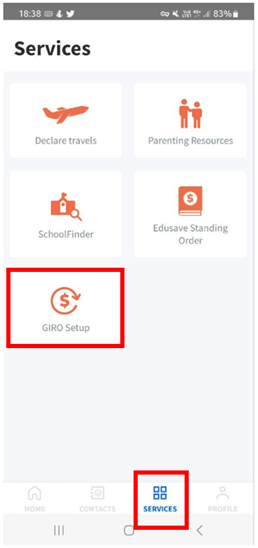 18:38 83%
Services
Declare travels
Parenting Resources
SchoolFinder
Edusave Standing
Order
GIRO Setup
HOME CONTACTS SERVICES PROFILE